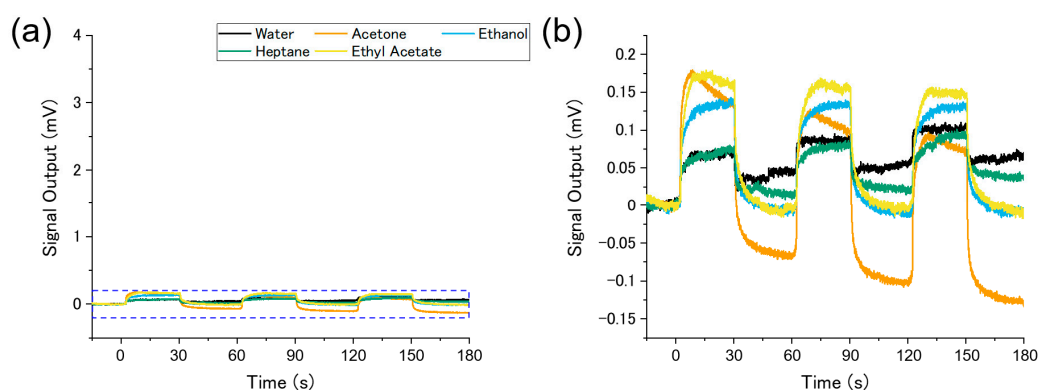 (a)
Signal Output (mV)
4
3
2
1
0
Water Acetone Ethanol
Heptane Ethyl Acetate
0 30 60 90 120 150 180
Time (s)
(b)
Signal Output (mV)
0.2
0.15
0.1
0.05
0
−0.05
−0.1
−0.15
0 30 60 90 120 150 180
Time (s)